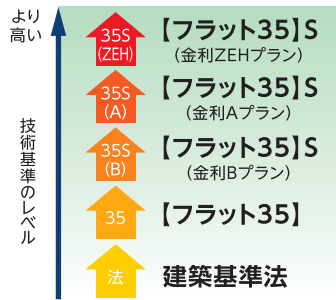 より
高い
技術基準のレベル
35S
(ZEH)
【フラット35】S
(金利ZEHプラン)
35S
(A)
【フラット35】S
(金利Aプラン)
35S
(B)
【フラット35】S
(金利Bプラン)
35
【フラット35】
法
建築基準法